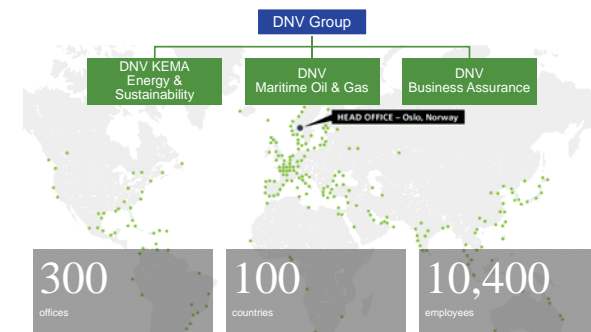 DNV Group
DNV KEMA
Energy &
Sustainability
DNV
Maritime Oil & Gas
DNV
Business Assurance
HEAD OFFICE – Oslo, Norway
300
offices
100
countries
10,400
employees